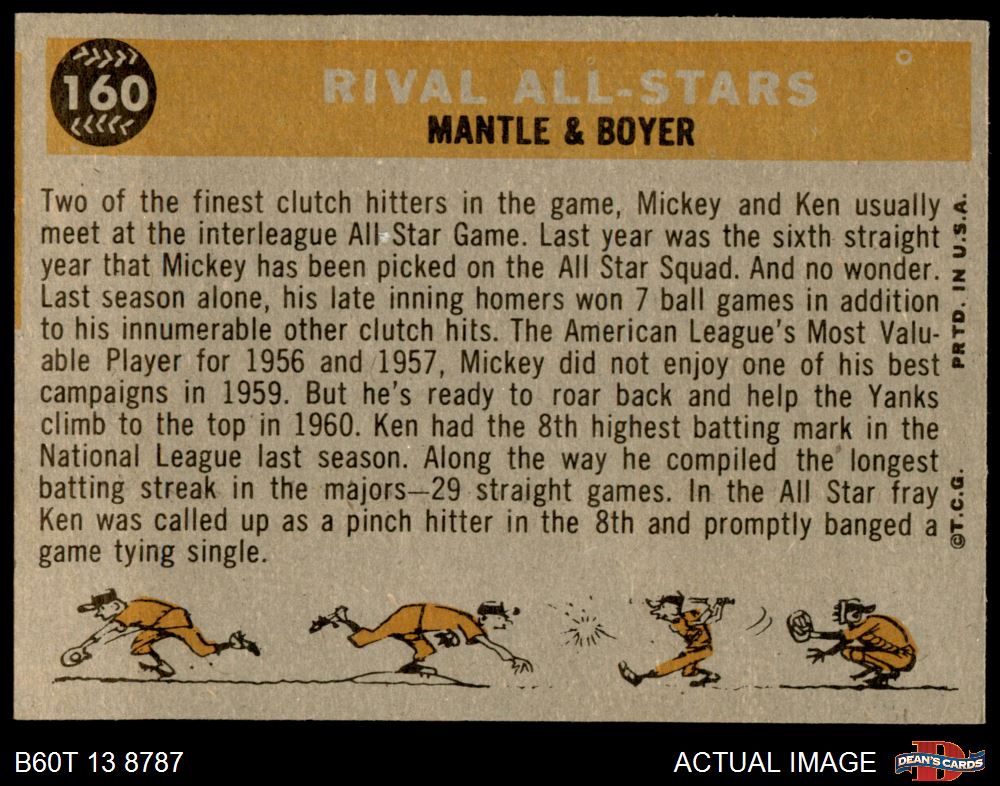 160
RIVAL ALL-STARS
MANTLE & BOYER
Two of the finest clutch hitters in the game, Mickey and Ken usually
meet at the interleague All Star Game. Last year was the sixth straight
year that Mickey has been picked on the All Star Squad. And no wonder.
Last season alone, his late inning homers won 7 ball games in addition
to his innumerable other clutch hits. The American League's Most Valu-
able Player for 1956 and 1957, Mickey did not enjoy one of his best
campaigns in 1959. But he's ready to roar back and help the Yanks
climb to the top in 1960. Ken had the 8th highest batting mark in the
National League last season. Along the way he compiled the longest
batting streak in the majors—29 straight games. In the All Star fray
Ken was called up as a pinch hitter in the 8th and promptly banged a
game tying single.
©T.C.G. PRTD. IN U.S.A.
B60T 13 8787
ACTUAL IMAGE
DEAN'S CARDS